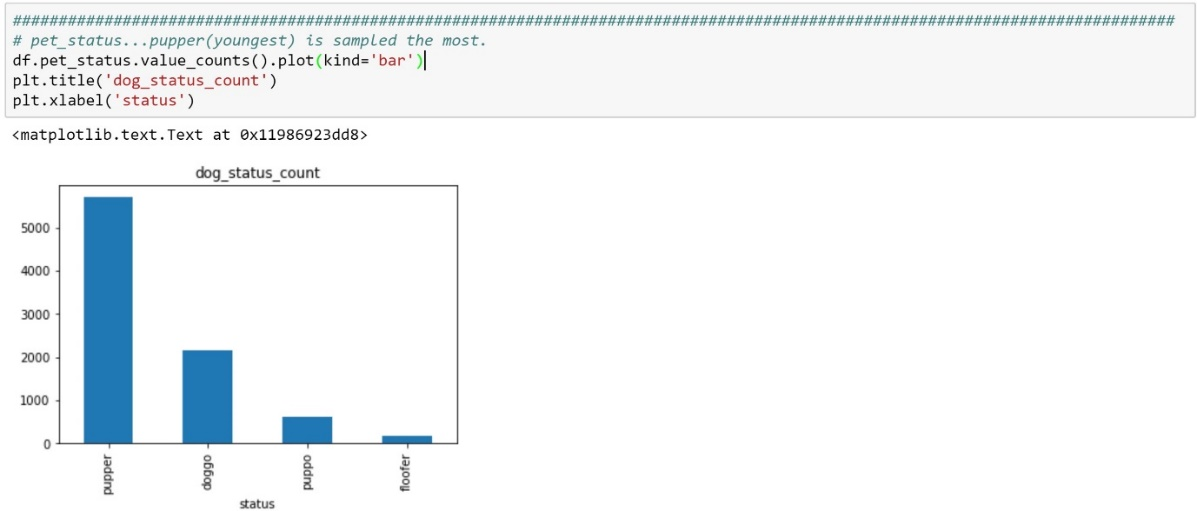 ####################################################################################################################################
# pet_status...pupper(youngest) is sampled the most.
df.pet_status.value_counts().plot(kind='bar')
plt.title('dog_status_count')
plt.xlabel('status')
<matplotlib.text.Text at 0x11986923dd8>
dog_status_count
5000
4000
3000
2000
1000
0
pupper
doggo
puppo
floofer
status